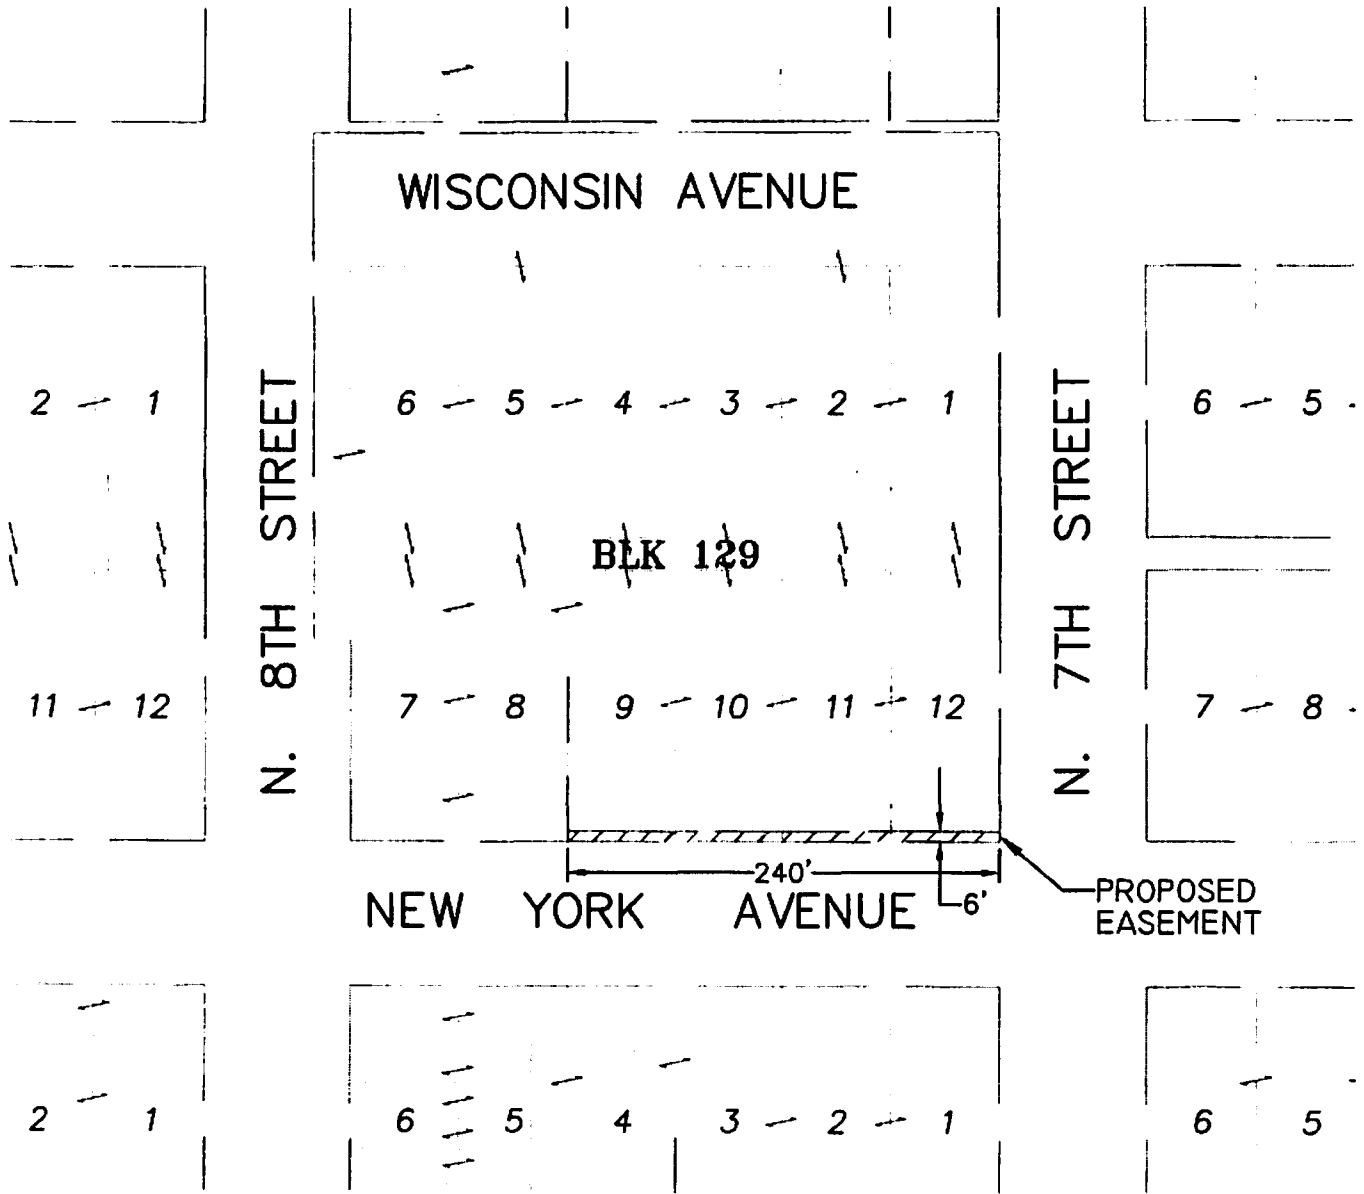 WISCONSIN AVENUE
2 1
6 5 4 3 2 1
6 5
N. 8TH STREET
N. 7TH STREET
BLK 129
11 12
7 8 9 10 11 12
7 8
240'
6'
PROPOSED
EASEMENT
NEW YORK AVENUE
2 1
6 5 4 3 2 1
6 5